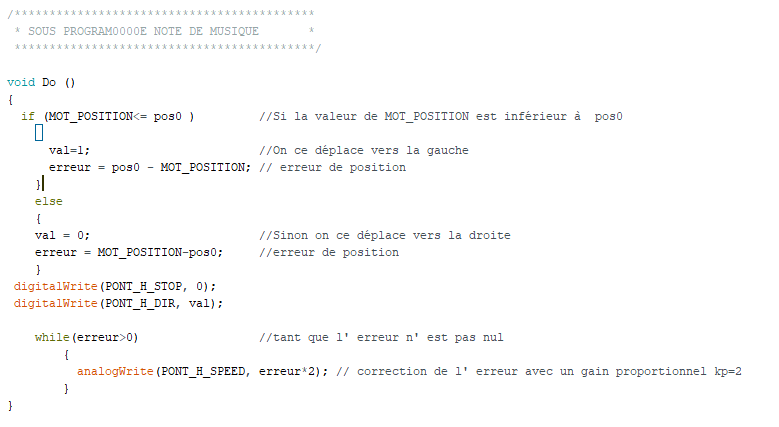 /*******************************************
 * SOUS PROGRAM0000E NOTE DE MUSIQUE       *
 *******************************************/

void Do ()
{
  if (MOT_POSITION<= pos0 )         //Si la valeur de MOT_POSITION est inférieur à  pos0
    {
      val=1;                        //On ce déplace vers la gauche
      erreur = pos0 - MOT_POSITION; // erreur de position
    }
    else
    {
    val = 0;                        //Sinon on ce déplace vers la droite
    erreur = MOT_POSITION-pos0;     //erreur de position
    }
 digitalWrite(PONT_H_STOP, 0);
 digitalWrite(PONT_H_DIR, val);

    while(erreur>0)                 //tant que l' erreur n' est pas nul
        {
          analogWrite(PONT_H_SPEED, erreur*2); // correction de l' erreur avec un gain proportionnel kp=2
        }
}